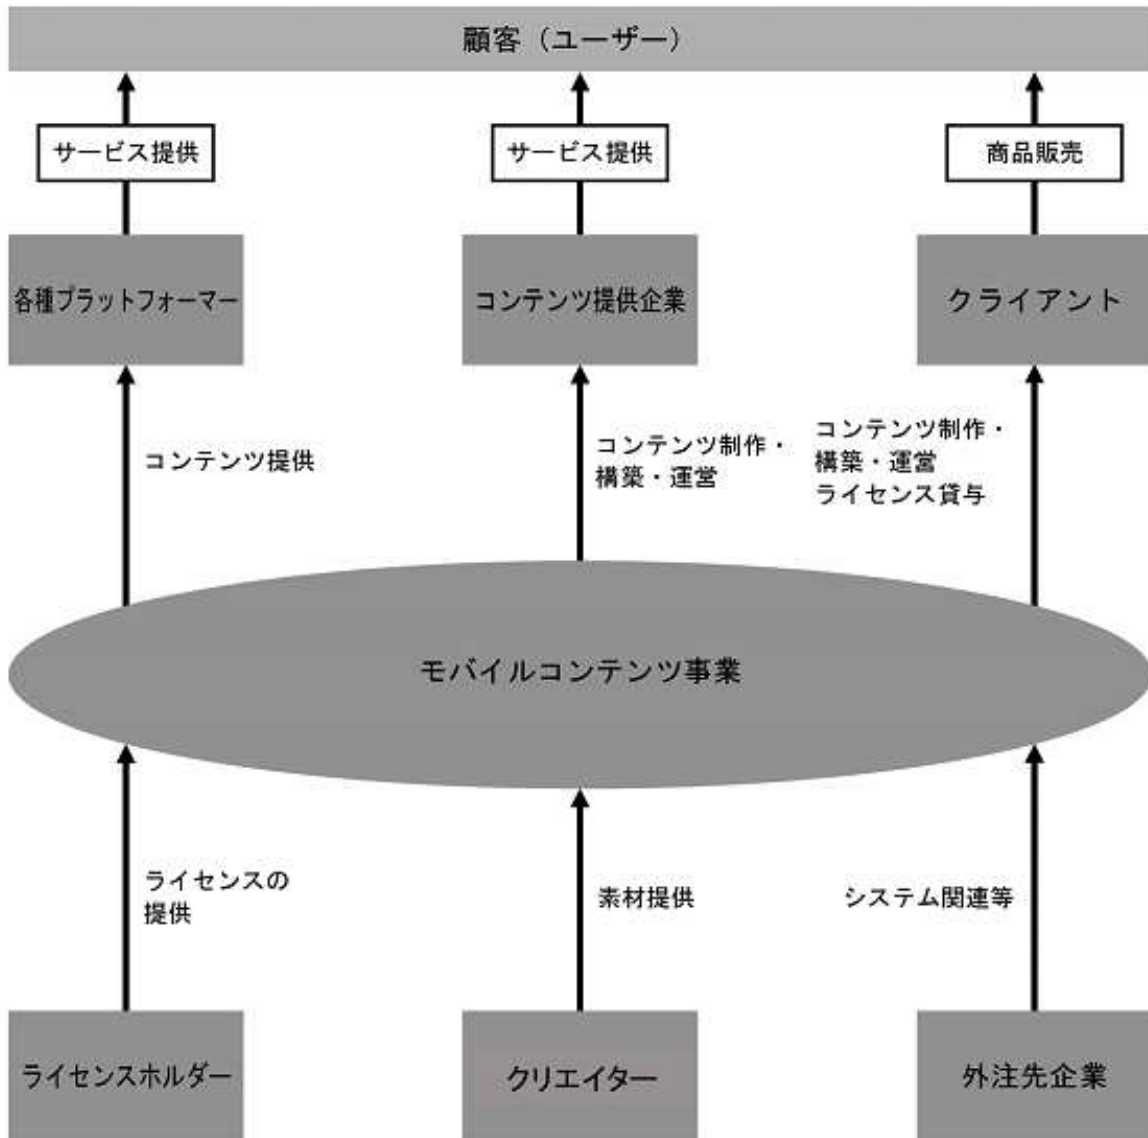 顧客（ユーザー）
サービス提供
サービス提供
商品販売
各種プラットフォーマー
コンテンツ提供企業
クライアント
コンテンツ提供
コンテンツ制作・
構築・運営
コンテンツ制作・
構築・運営
ライセンス貸与
モバイルコンテンツ事業
ライセンスの
提供
素材提供
システム関連等
ライセンスホルダー
クリエイター
外注先企業